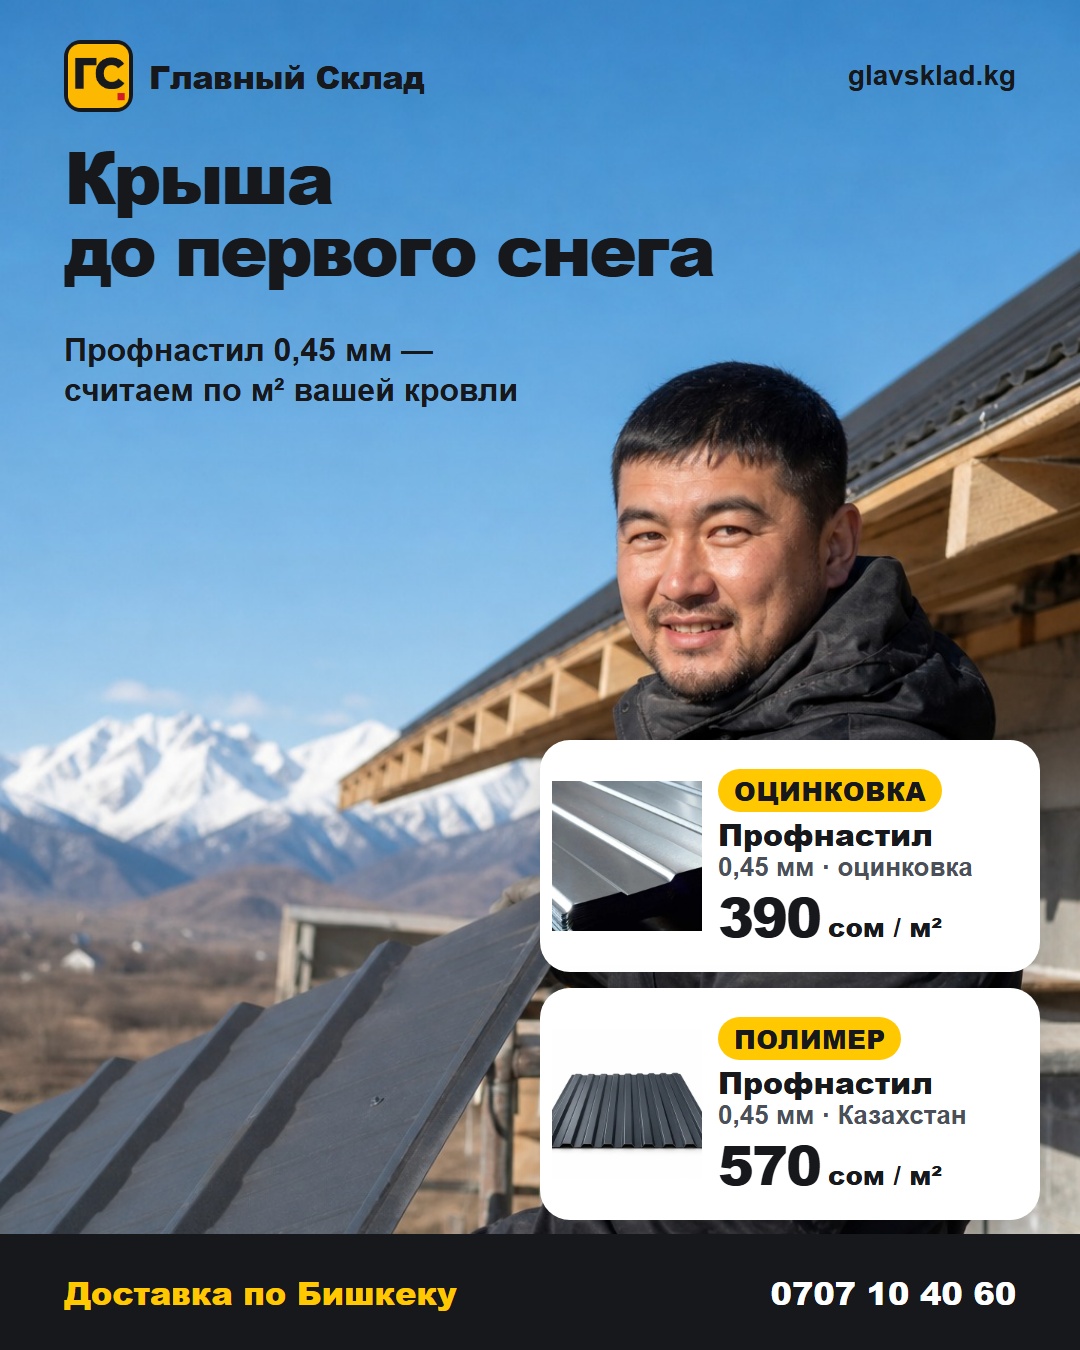 ГС
Главный Склад
glavsklad.kg
Крыша
до первого снега
Профнастил 0,45 мм —
считаем по м² вашей кровли
ОЦИНКОВКА
Профнастил
0,45 мм · оцинковка
390 сом / м²
ПОЛИМЕР
Профнастил
0,45 мм · Казахстан
570 сом / м²
Доставка по Бишкеку
0707 10 40 60